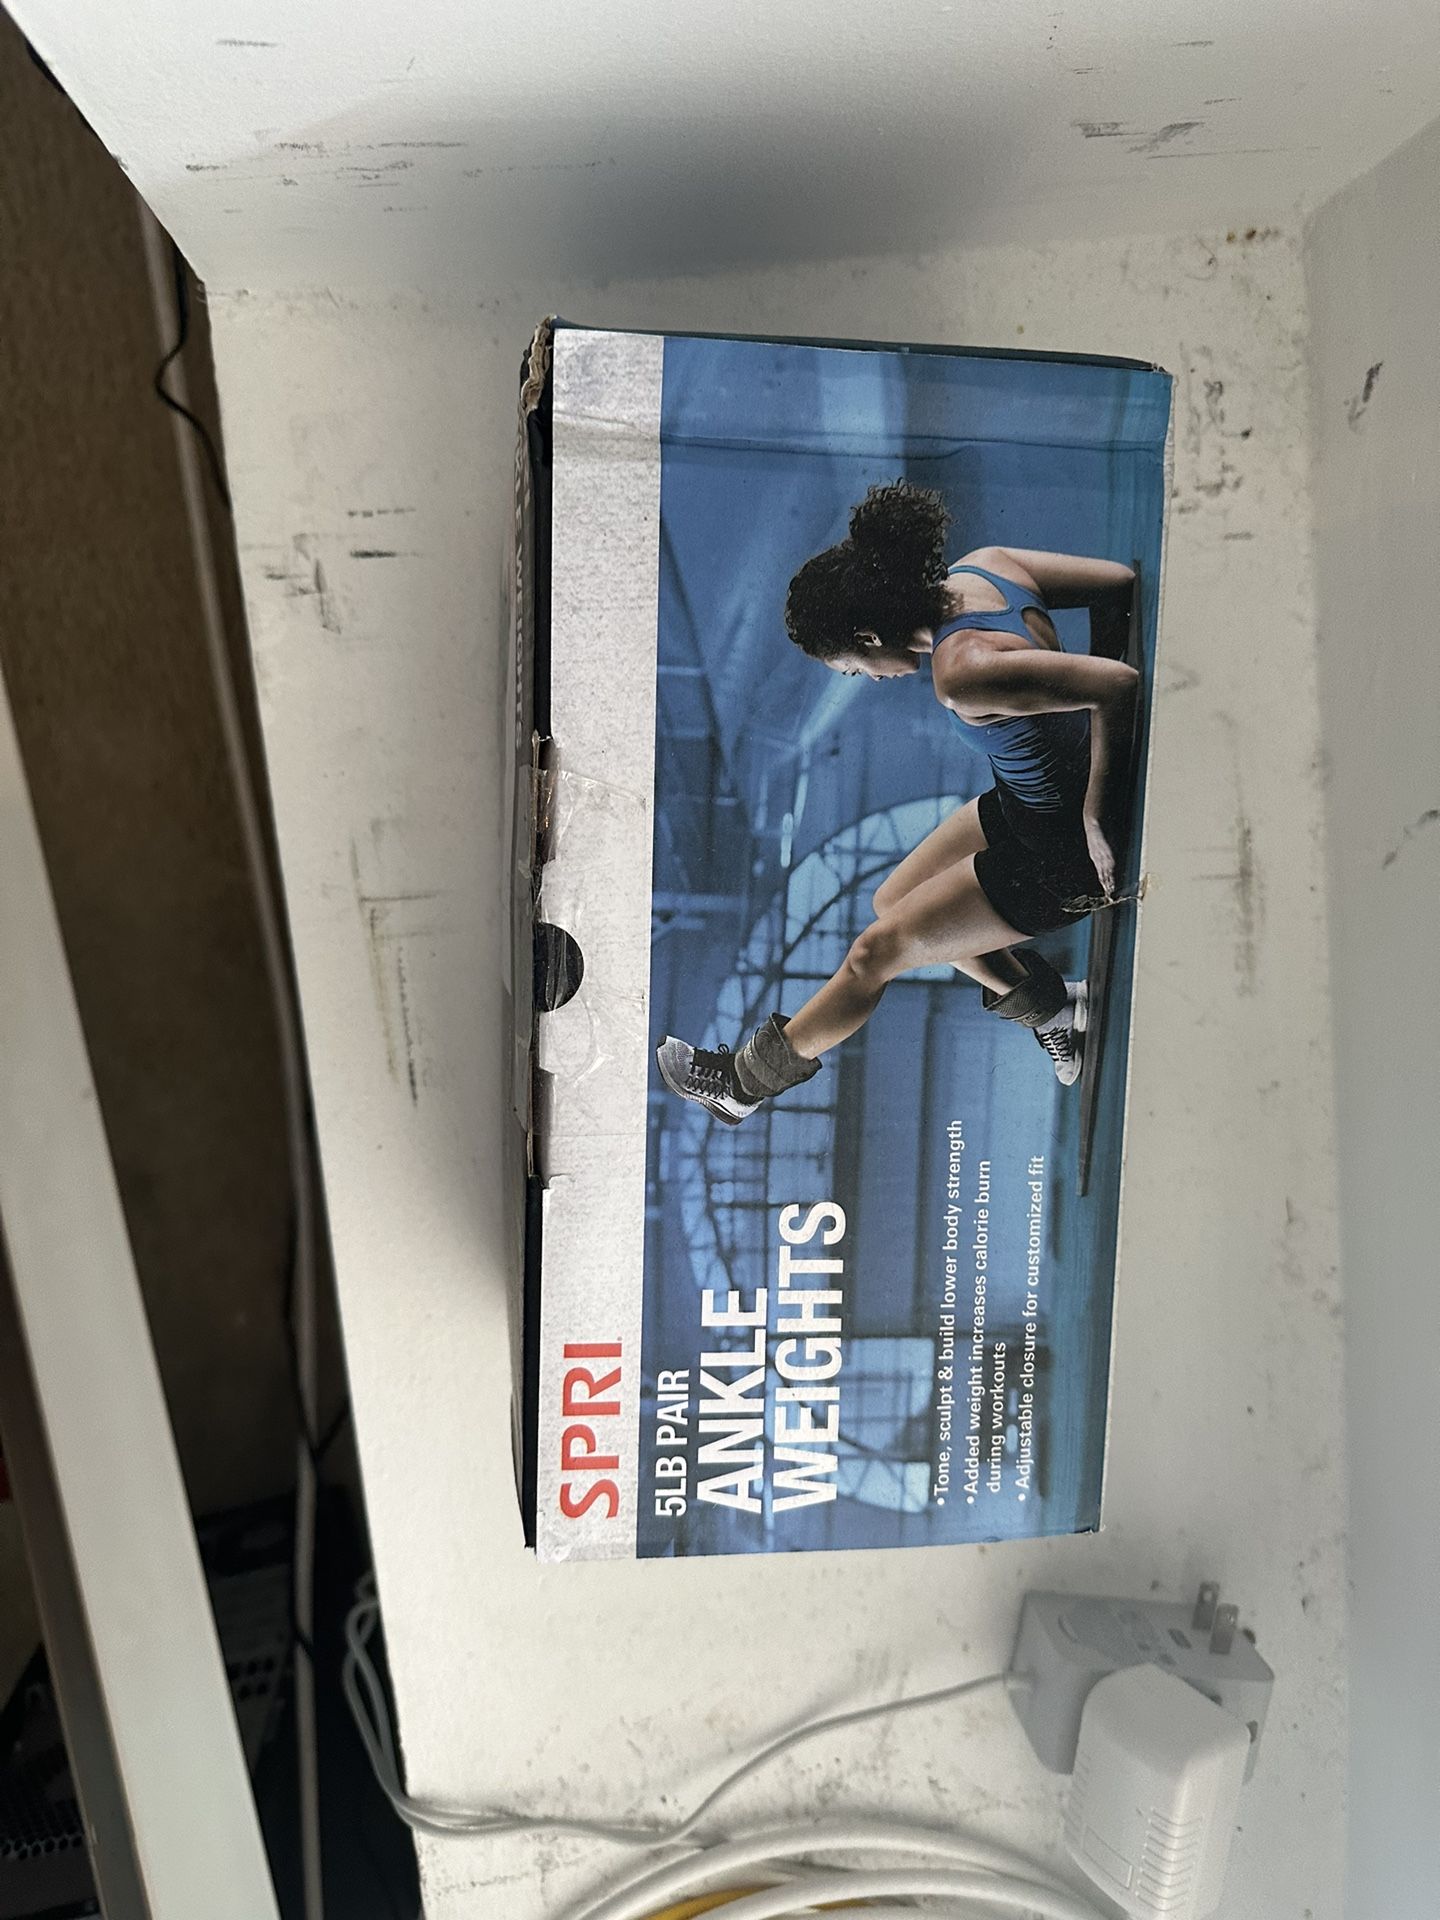 SPRI
5LB PAIR
ANKLE
WEIGHTS
•Tone, sculpt & build lower body strength
•Added weight increases calorie burn
during workouts
•Adjustable closure for customized fit